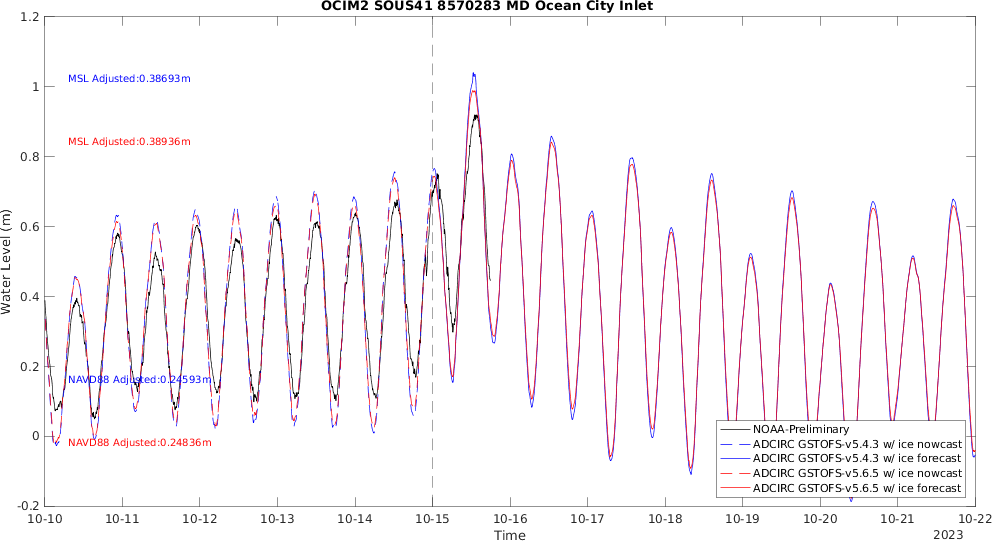 OCIM2 SOUS41 8570283 MD Ocean City Inlet
1.2
1
0.8
0.6
0.4
0.2
0
-0.2
Water Level (m)
MSL Adjusted:0.38693m
MSL Adjusted:0.38936m
NAVD88 Adjusted:0.24593m
NAVD88 Adjusted:0.24836m
NOAA-Preliminary
ADCIRC GSTOFS-v5.4.3 w/ ice nowcast
ADCIRC GSTOFS-v5.4.3 w/ ice forecast
ADCIRC GSTOFS-v5.6.5 w/ ice nowcast
ADCIRC GSTOFS-v5.6.5 w/ ice forecast
10-10 10-11 10-12 10-13 10-14 10-15 10-16 10-17 10-18 10-19 10-20 10-21 10-22
Time
2023